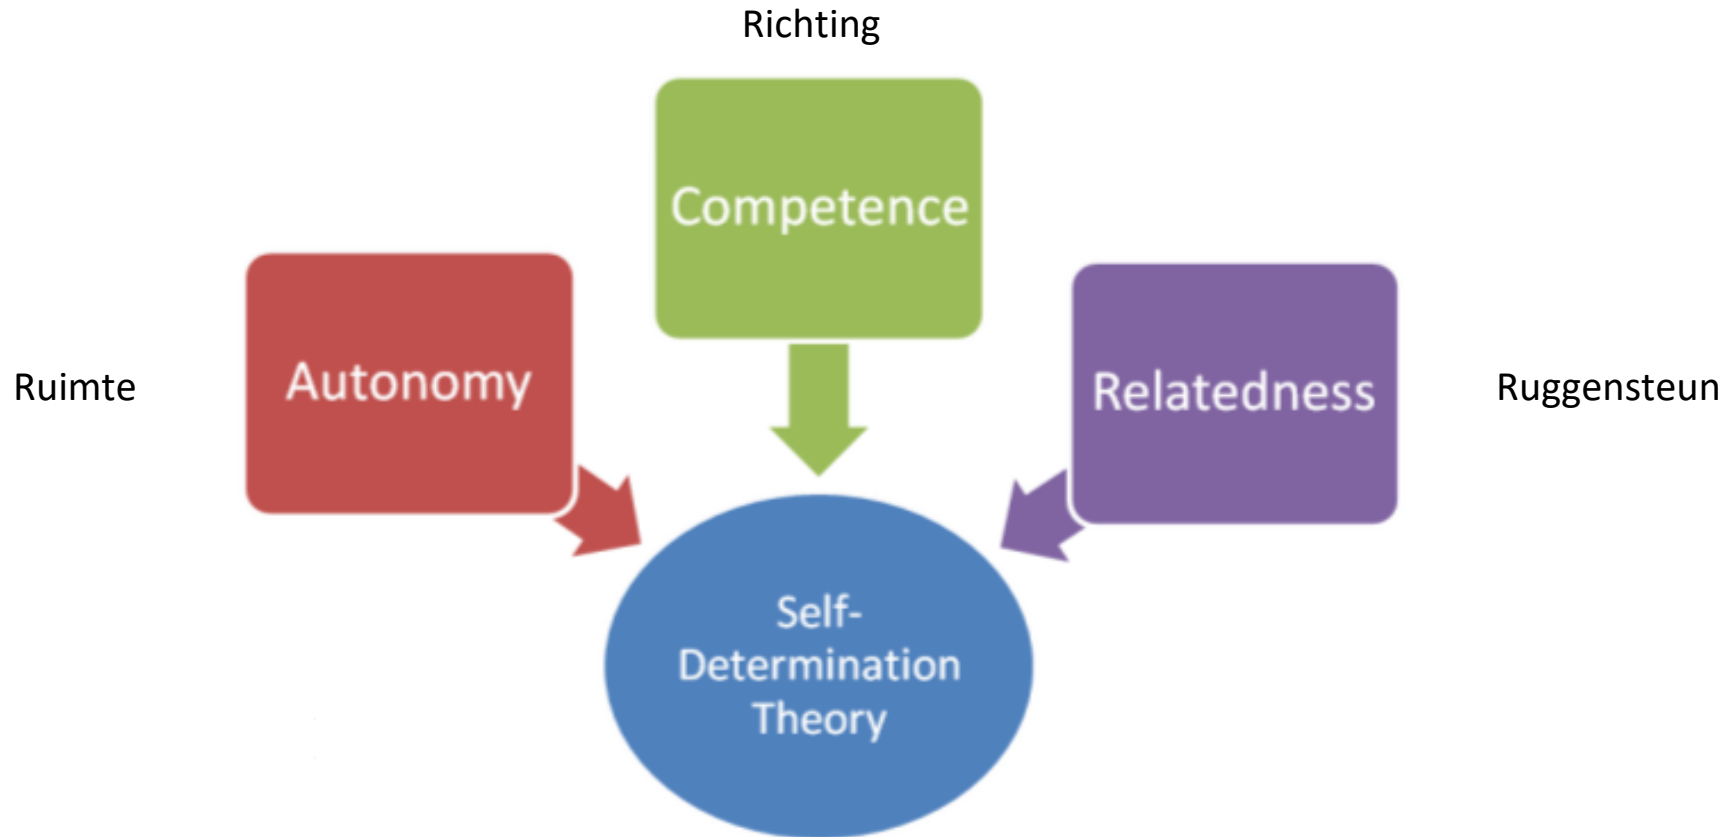 Richting
Competence
Autonomy
Relatedness
Ruimte
Ruggensteun
Self-
Determination
Theory